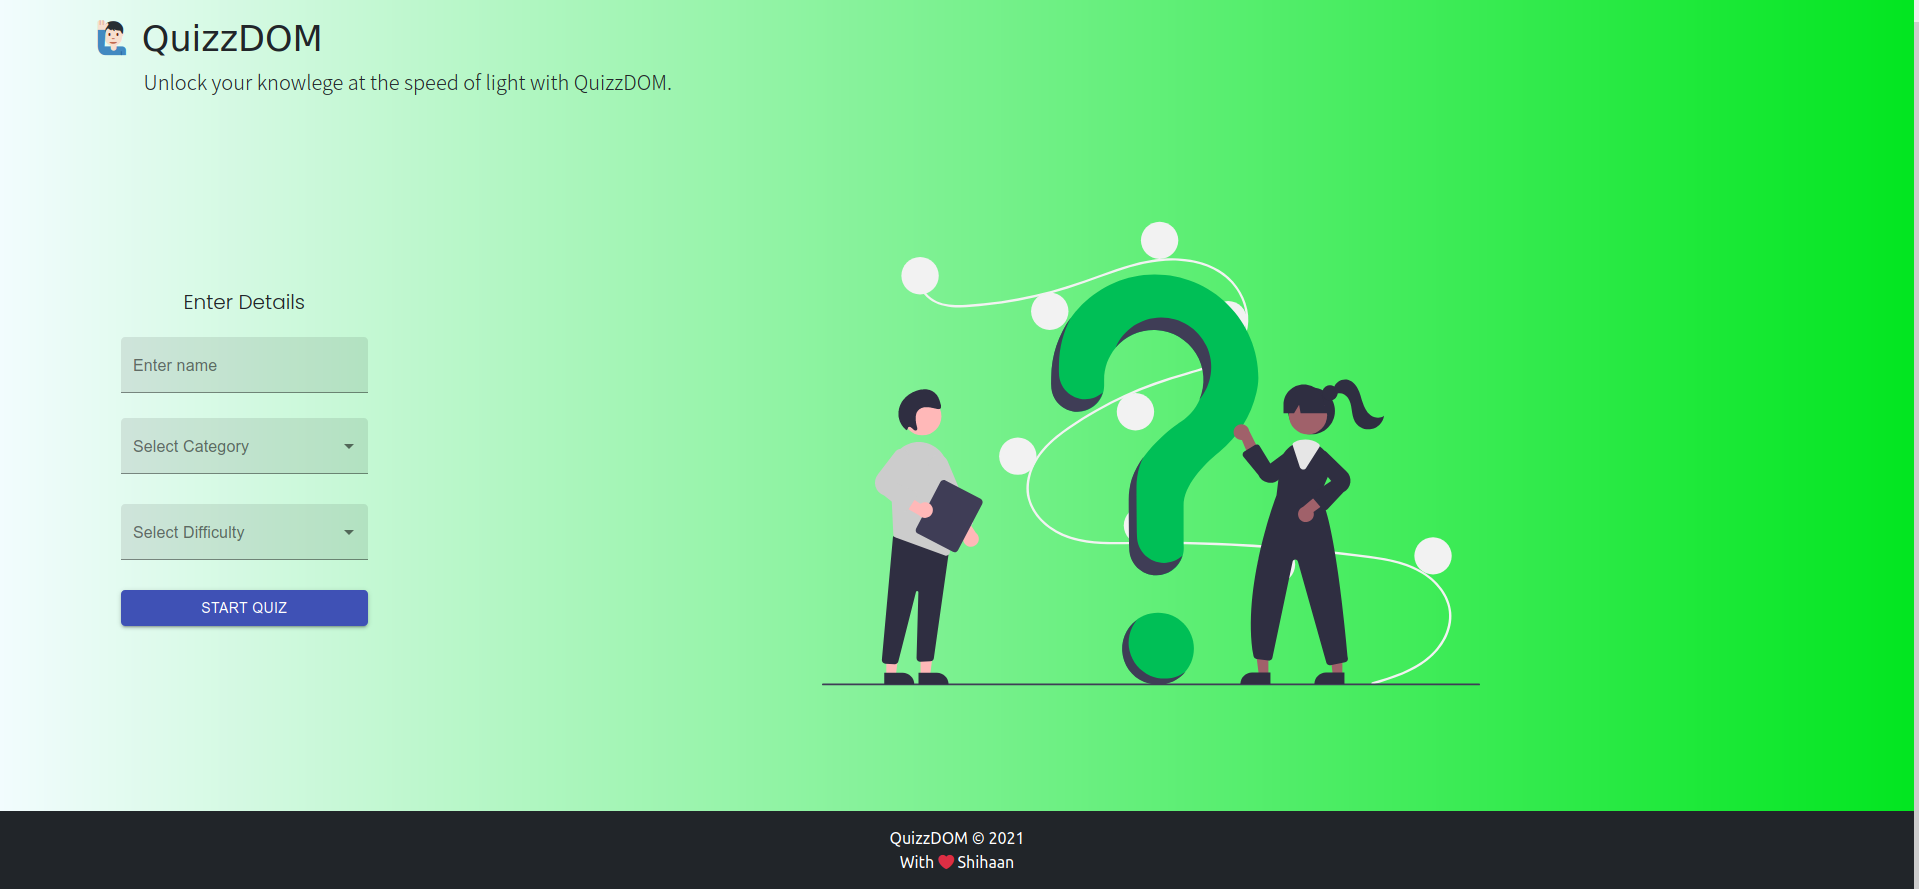 QuizzDOM
Unlock your knowlege at the speed of light with QuizzDOM.
Enter Details
Enter name
Select Category
Select Difficulty
START QUIZ
QuizzDOM © 2021
With ❤ Shihaan